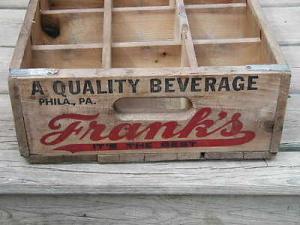 A QUALITY BEVERAGE
PHILA., PA.
Frank's
IT'S THE BEST